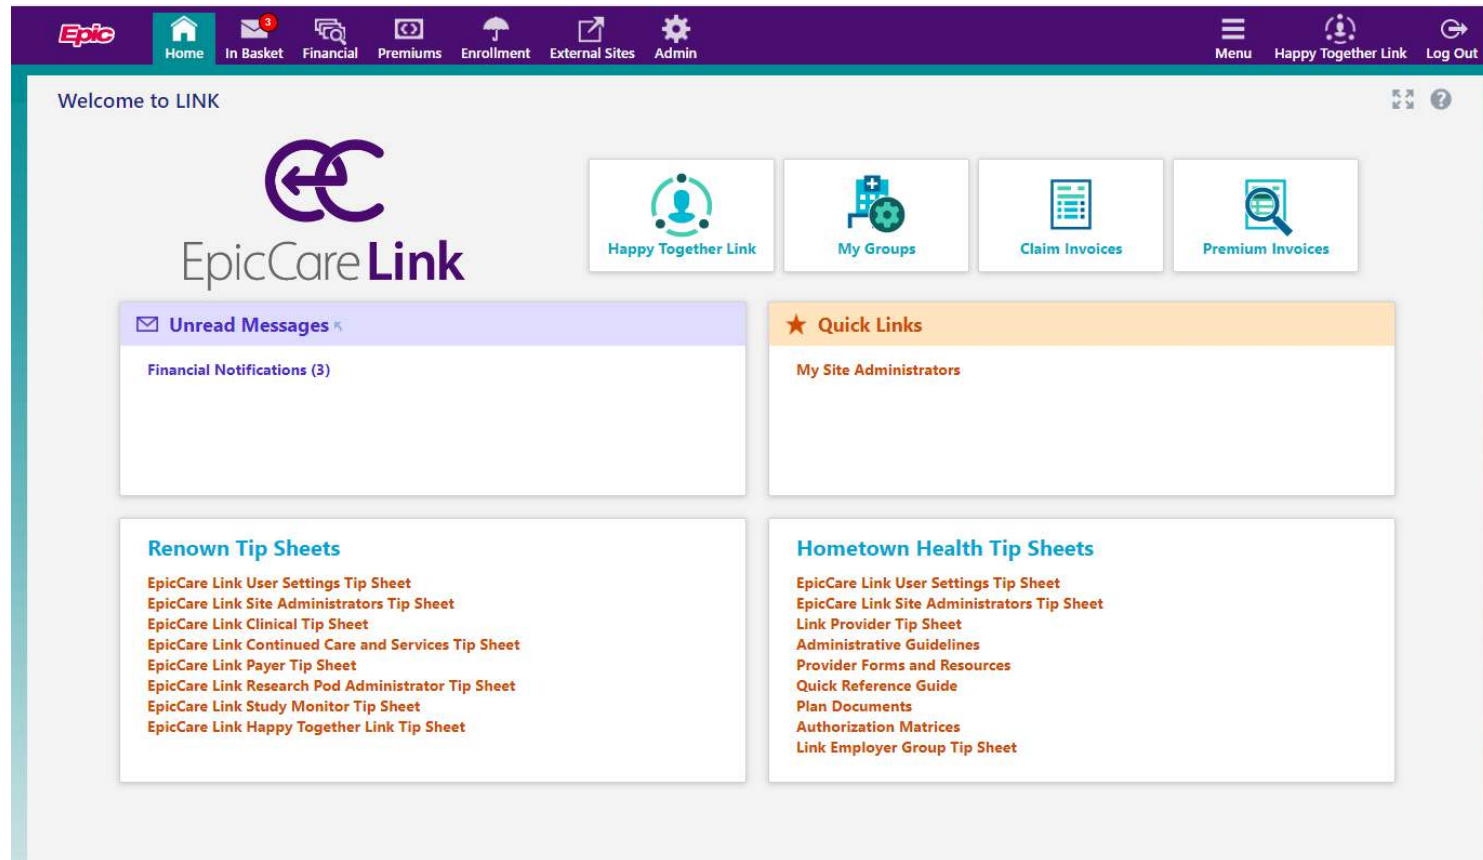 Epic
Home
3
In Basket
Financial
Premiums
Enrollment
External Sites
Admin
Menu
Happy Together Link
Log Out
Welcome to LINK
EpicCare Link
Happy Together Link
My Groups
Claim Invoices
Premium Invoices
Unread Messages
Financial Notifications (3)
Quick Links
My Site Administrators
Renown Tip Sheets
EpicCare Link User Settings Tip Sheet
EpicCare Link Site Administrators Tip Sheet
EpicCare Link Clinical Tip Sheet
EpicCare Link Continued Care and Services Tip Sheet
EpicCare Link Payer Tip Sheet
EpicCare Link Research Pod Administrator Tip Sheet
EpicCare Link Study Monitor Tip Sheet
EpicCare Link Happy Together Link Tip Sheet
Hometown Health Tip Sheets
EpicCare Link User Settings Tip Sheet
EpicCare Link Site Administrators Tip Sheet
Link Provider Tip Sheet
Administrative Guidelines
Provider Forms and Resources
Quick Reference Guide
Plan Documents
Authorization Matrices
Link Employer Group Tip Sheet